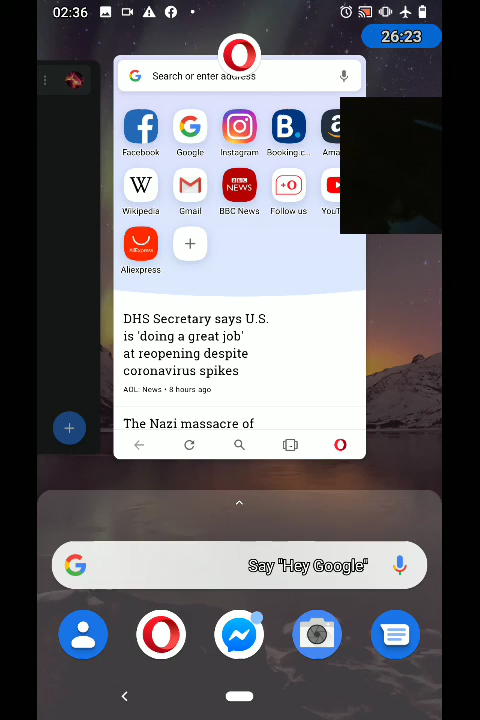 02:36
26:23
Search or enter address
Facebook
Google
Instagram
Booking.c...
Ama
Wikipedia
Gmail
BBC News
Follow us
YouT
Aliexpress
DHS Secretary says U.S.
is 'doing a great job'
at reopening despite
coronavirus spikes
AOL: News • 8 hours ago
The Nazi massacre of
Say "Hey Google"